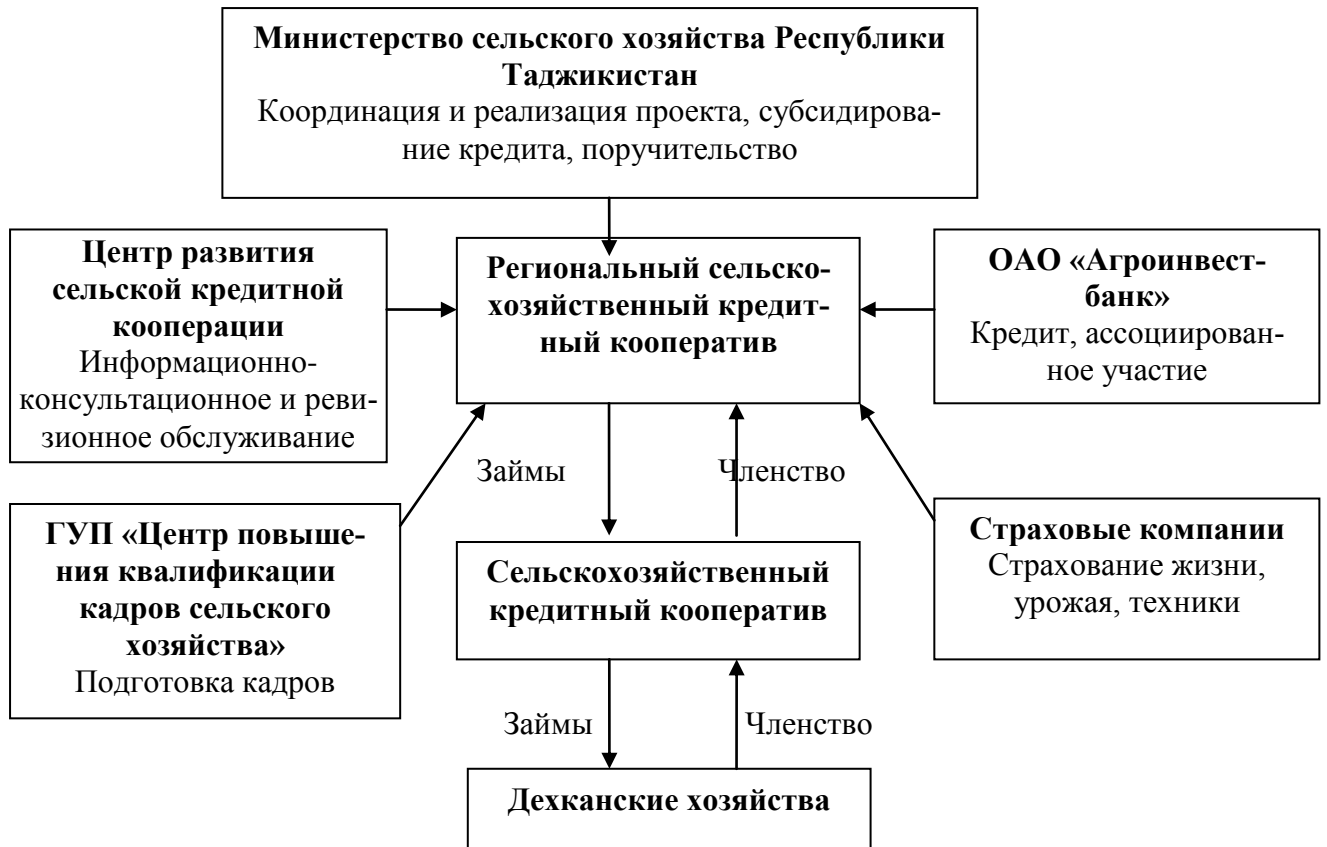 Министерство сельского хозяйства Республики
Таджикистан
Координация и реализация проекта, субсидирова-
ние кредита, поручительство
Центр развития
сельской кредитной
кооперации
Информационно-
консультационное и реви-
зионное обслуживание
Региональный сельско-
хозяйственный кредит-
ный кооператив
ОАО «Агроинвест-
банк»
Кредит, ассоциирован-
ное участие
Займы
Членство
ГУП «Центр повыше-
ния квалификации
кадров сельского
хозяйства»
Подготовка кадров
Сельскохозяйственный
кредитный кооператив
Страховые компании
Страхование жизни,
урожая, техники
Займы
Членство
Дехканские хозяйства